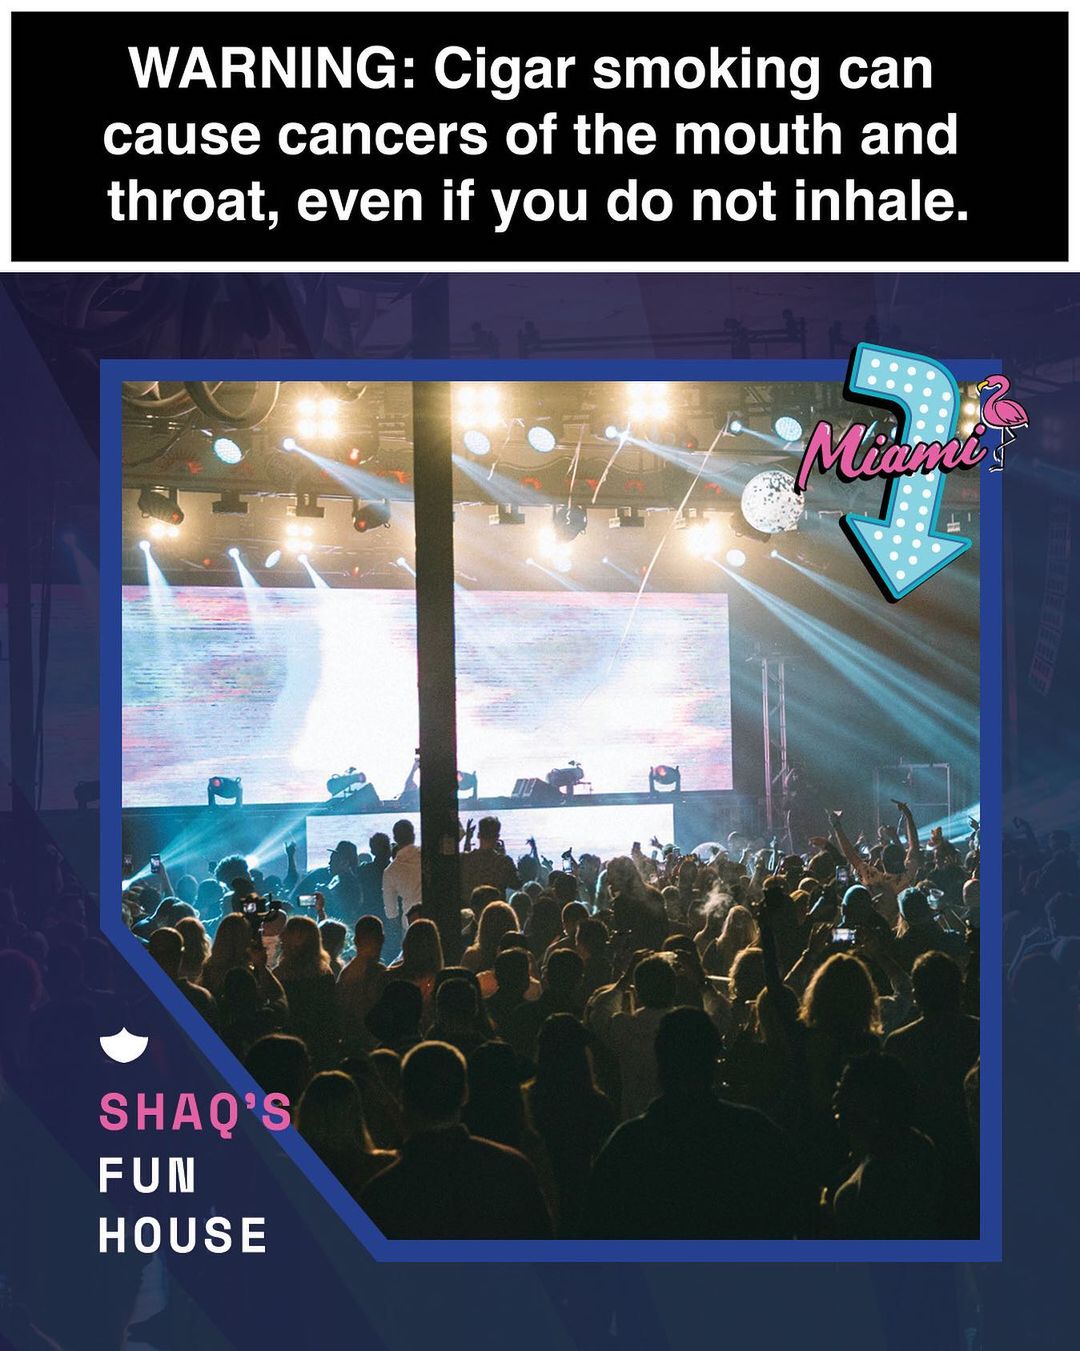 WARNING: Cigar smoking can
cause cancers of the mouth and
throat, even if you do not inhale.
Miami
SHAQ'S
FUN
HOUSE